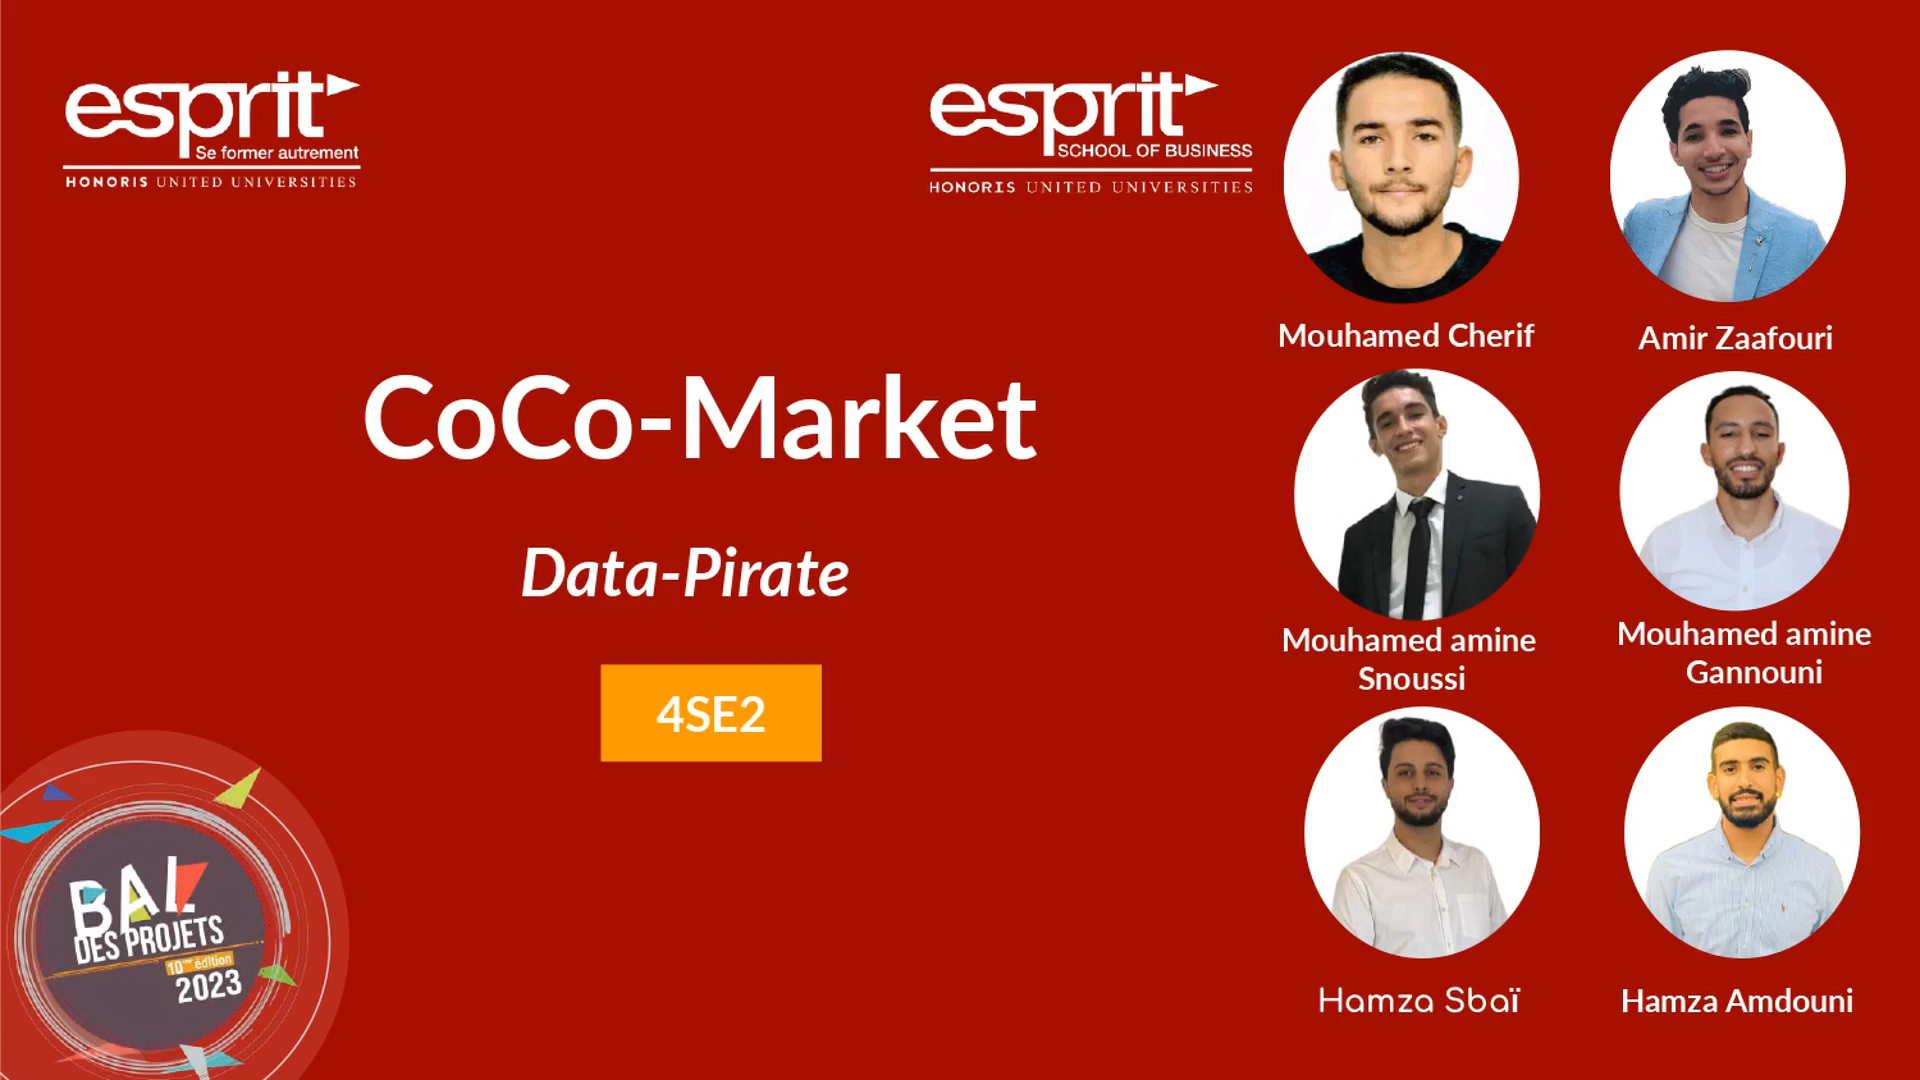 esprit
Se former autrement
HONORIS UNITED UNIVERSITIES
esprit
SCHOOL OF BUSINESS
HONORIS UNITED UNIVERSITIES
CoCo-Market
Data-Pirate
4SE2
Mouhamed Cherif
Amir Zaafouri
Mouhamed amine
Snoussi
Mouhamed amine
Gannouni
Hamza Sbaï
Hamza Amdouni
BAL
DES PROJETS
10ème édition
2023